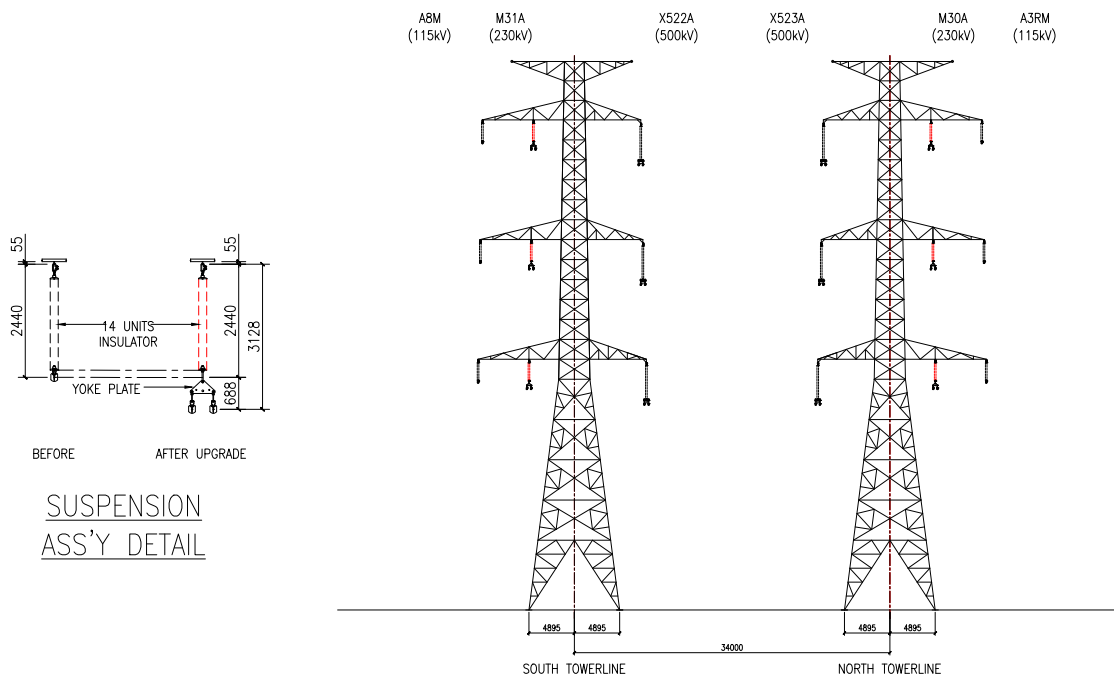 A8M M31A X522A X523A M30A A3RM
(115kV) (230kV) (500kV) (500kV) (230kV) (115kV)
55 55
2440 2440 3128
14 UNITS
INSULATOR
YOKE PLATE
688
BEFORE AFTER UPGRADE
SUSPENSION
ASS'Y DETAIL
4895 4895 4895 4895
34000
SOUTH TOWERLINE NORTH TOWERLINE